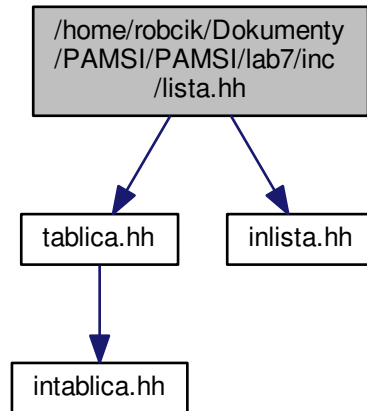 /home/robcik/Dokumenty
/PAMSI/PAMSI/lab7/inc
/lista.hh
tablica.hh
inlista.hh
intablica.hh